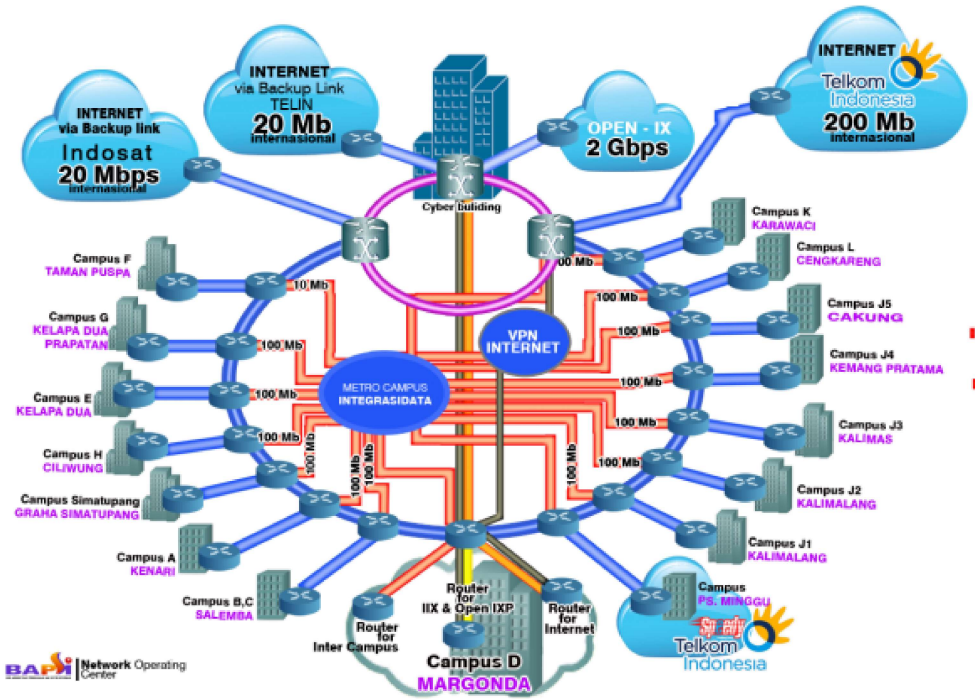 INTERNET
via Backup link
Indosat
20 Mbps
internasional
INTERNET
via Backup Link
TELIN
20 Mb
internasional
OPEN - IX
2 Gbps
INTERNET
Telkom
Indonesia
200 Mb
internasional
Cyber buliding
Campus F
TAMAN PUSPA
Campus G
KELAPA DUA
PRAPATAN
Campus E
KELAPA DUA
Campus H
CILIWUNG
Campus Simatupang
GRAHA SIMATUPANG
Campus A
KENARI
Campus B,C
SALEMBA
10 Mb
100 Mb
100 Mb
100 Mb
100 Mb
100 Mb
100 Mb
METRO CAMPUS
INTEGRASIDATA
VPN
INTERNET
100 Mb
100 Mb
100 Mb
100 Mb
100 Mb
100 Mb
100 Mb
Campus K
KARAWACI
Campus L
CENGKARENG
Campus J5
CAKUNG
Campus J4
KEMANG PRATAMA
Campus J3
KALIMAS
Campus J2
KALIMALANG
Campus J1
KALIMALANG
Campus
PS. MINGGU
Speedy
Telkom
Indonesia
Router
for
Inter Campus
Router
for
IIX & Open IXP
Router
for
Internet
Campus D
MARGONDA
BAPSI
Network Operating
Center